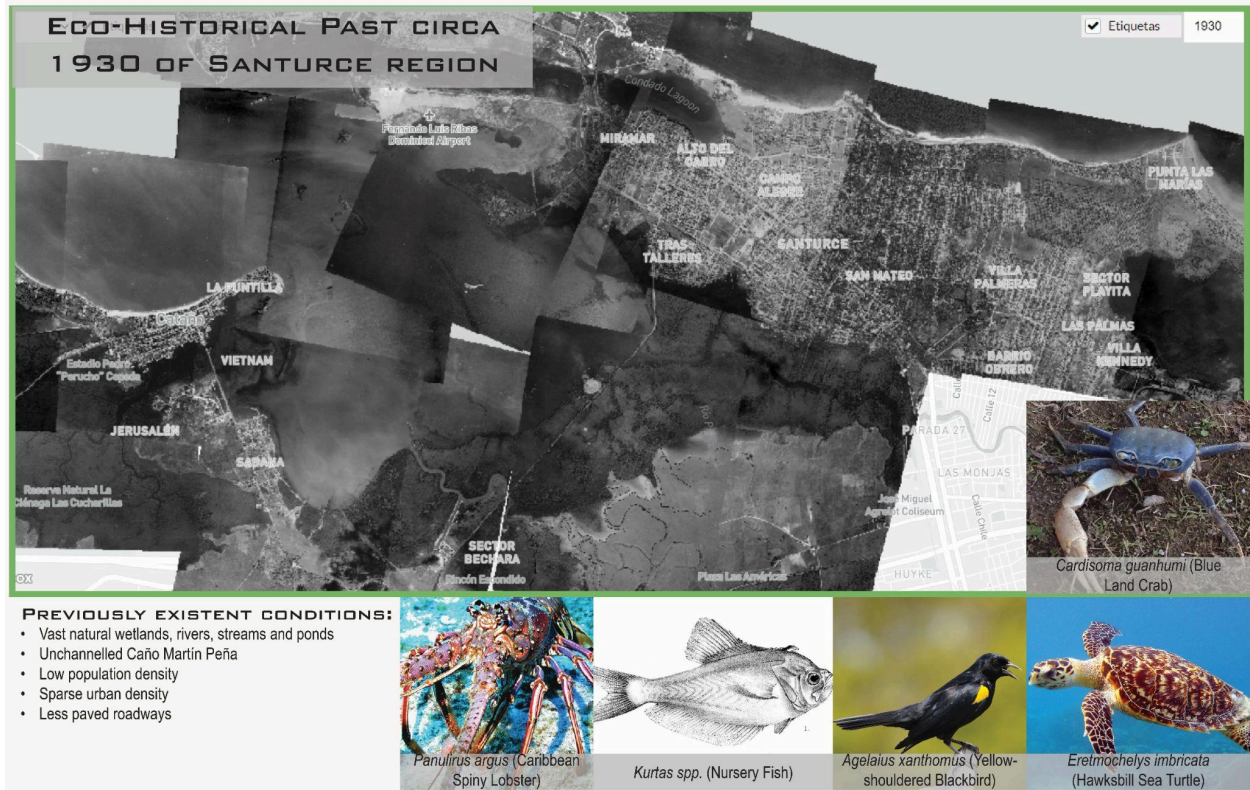 Eco-Historical Past circa
1930 of Santurce region
Etiquetas
1930
Condado Lagoon
Fernando Luis Ribas
Dominicci Airport
MIRAMAR
ALTO DEL
CABRO
CAMPO
ALEGRE
PUNTA LAS
MARÍAS
TRAS
TALLERES
SANTURCE
SAN MATEO
VILLA
PALMERAS
SECTOR
PLAYITA
LA PUNTILLA
Cataño
LAS PALMAS
VIETNAM
Estadio Pedro
"Perucho" Cepeda
BARRIO
OBRERO
VILLA
KENNEDY
Calle
Calle 12
JERUSALÉN
PARADA 27
SABANA
LAS MONJAS
Reserva Natural La
Ciénaga Las Cucharillas
José Miguel
Agrelot Coliseum
Calle Chile
SECTOR
BECHARA
Rincón Escondido
Plaza Las Américas
HUYKE
Cardisoma guanhumi (Blue
Land Crab)
Previously existent conditions:
• Vast natural wetlands, rivers, streams and ponds
• Unchannelled Caño Martín Peña
• Low population density
• Sparse urban density
• Less paved roadways
Panulirus argus (Caribbean
Spiny Lobster)
Kurtas spp. (Nursery Fish)
Agelaius xanthomus (Yellow-
shouldered Blackbird)
Eretmochelys imbricata
(Hawksbill Sea Turtle)